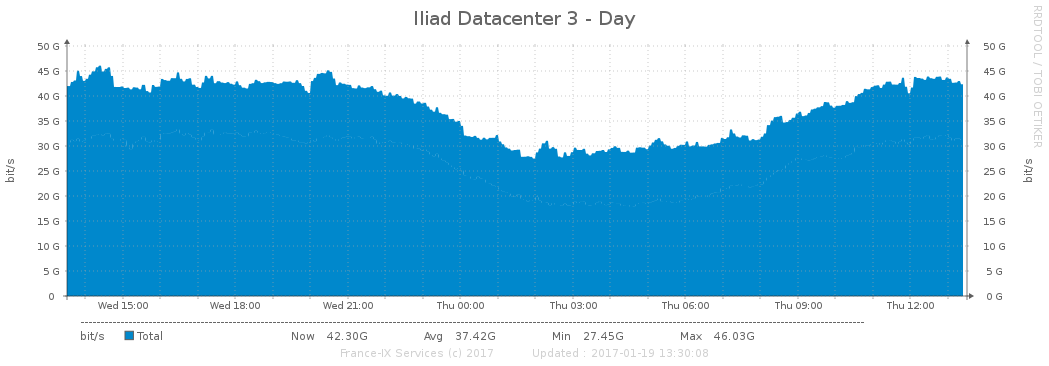 Iliad Datacenter 3 - Day
RRDTOOL / TOBI OETIKER
50 G 50 G
45 G 45 G
40 G 40 G
35 G 35 G
30 G 30 G
25 G 25 G
20 G 20 G
15 G 15 G
10 G 10 G
5 G 5 G
0 0 G
bit/s bit/s
Wed 15:00 Wed 18:00 Wed 21:00 Thu 00:00 Thu 03:00 Thu 06:00 Thu 09:00 Thu 12:00
bit/s Total Now 42.30G Avg 37.42G Min 27.45G Max 46.03G
France-IX Services (c) 2017 Updated : 2017-01-19 13:30:08